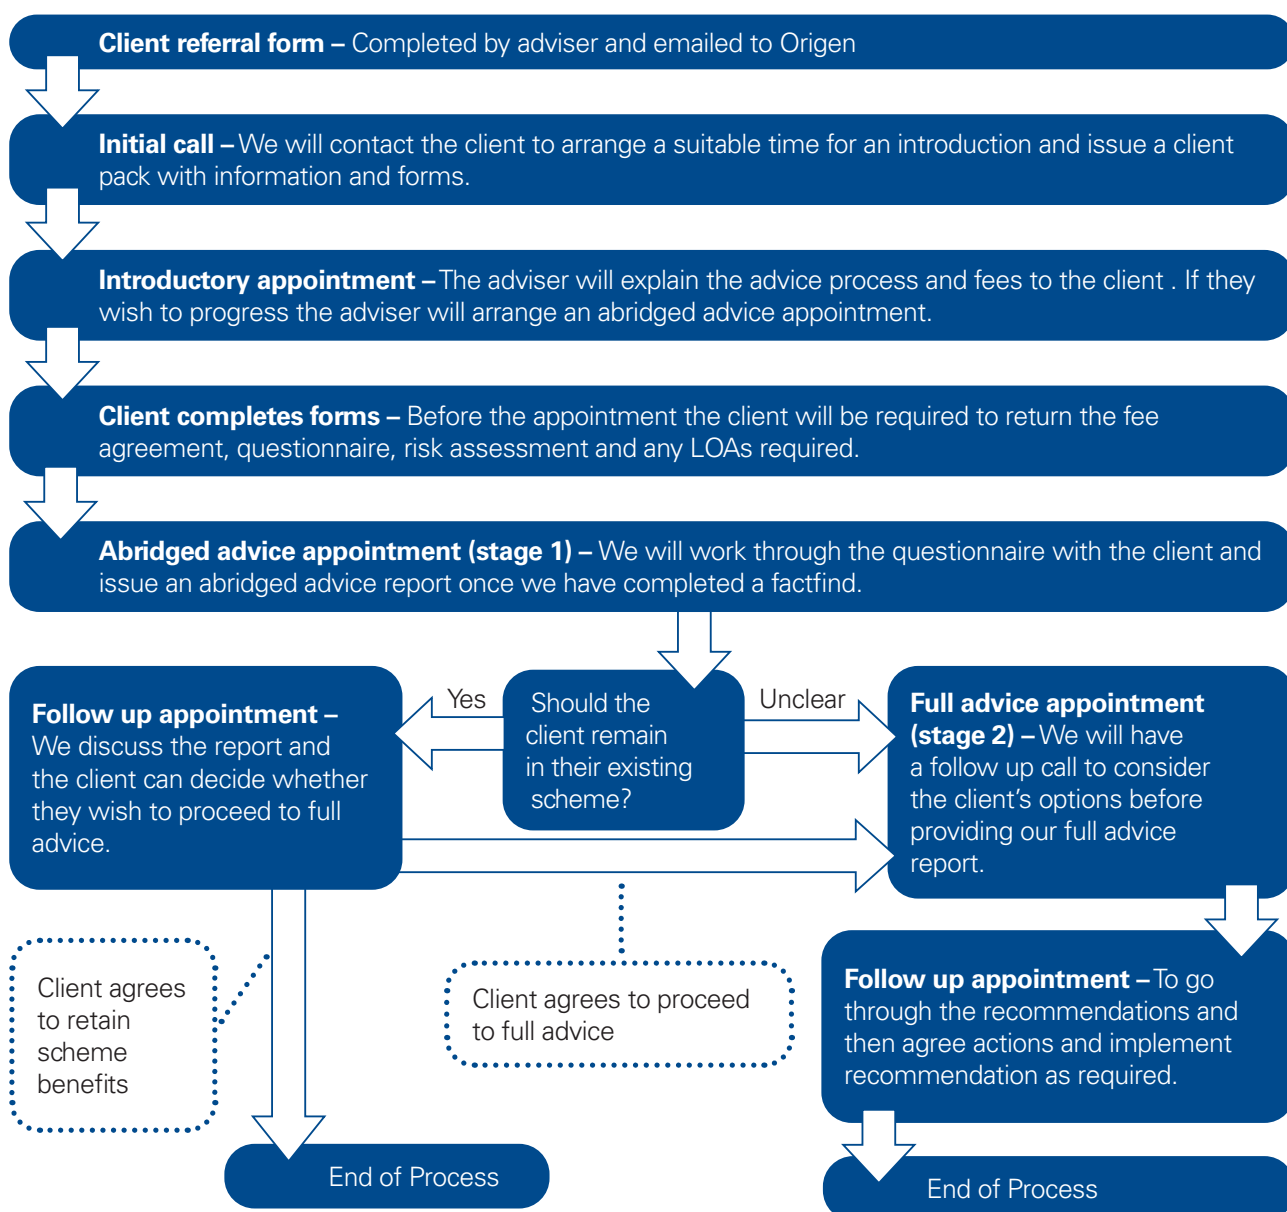 Client referral form – Completed by adviser and emailed to Origen
Initial call – We will contact the client to arrange a suitable time for an introduction and issue a client
pack with information and forms.
Introductory appointment – The adviser will explain the advice process and fees to the client . If they
wish to progress the adviser will arrange an abridged advice appointment.
Client completes forms – Before the appointment the client will be required to return the fee
agreement, questionnaire, risk assessment and any LOAs required.
Abridged advice appointment (stage 1) – We will work through the questionnaire with the client and
issue an abridged advice report once we have completed a factfind.
Follow up appointment –
We discuss the report and
the client can decide whether
they wish to proceed to full
advice.
Yes
Should the
client remain
in their existing
scheme?
Unclear
Full advice appointment
(stage 2) – We will have
a follow up call to consider
the client's options before
providing our full advice
report.
Client agrees
to retain
scheme
benefits
Client agrees to proceed
to full advice
Follow up appointment – To go
through the recommendations and
then agree actions and implement
recommendation as required.
End of Process
End of Process